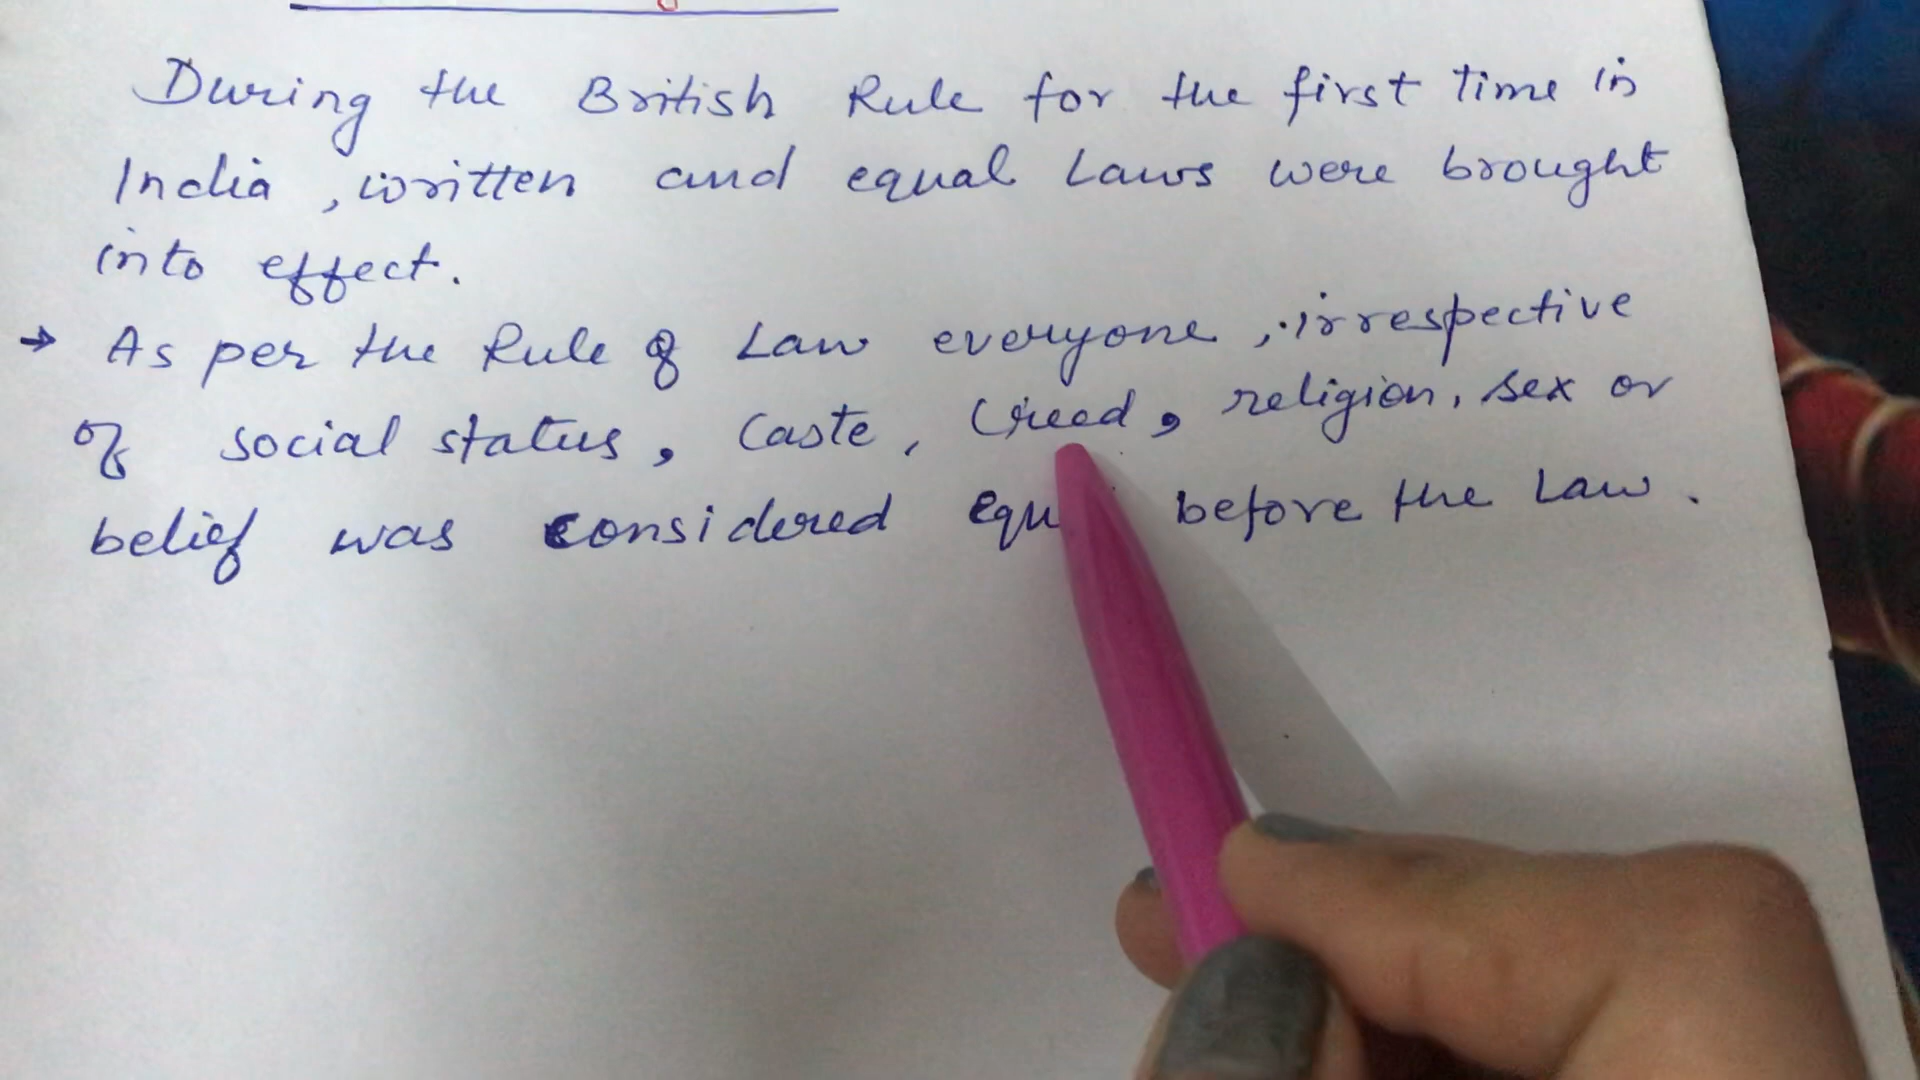 During the British Rule for the first time in
India, written and equal Laws were brought
into effect.
→ As per the Rule of Law everyone, irrespective
of social status, Caste, Creed, religion, sex or
belief was considered equ before the Law.